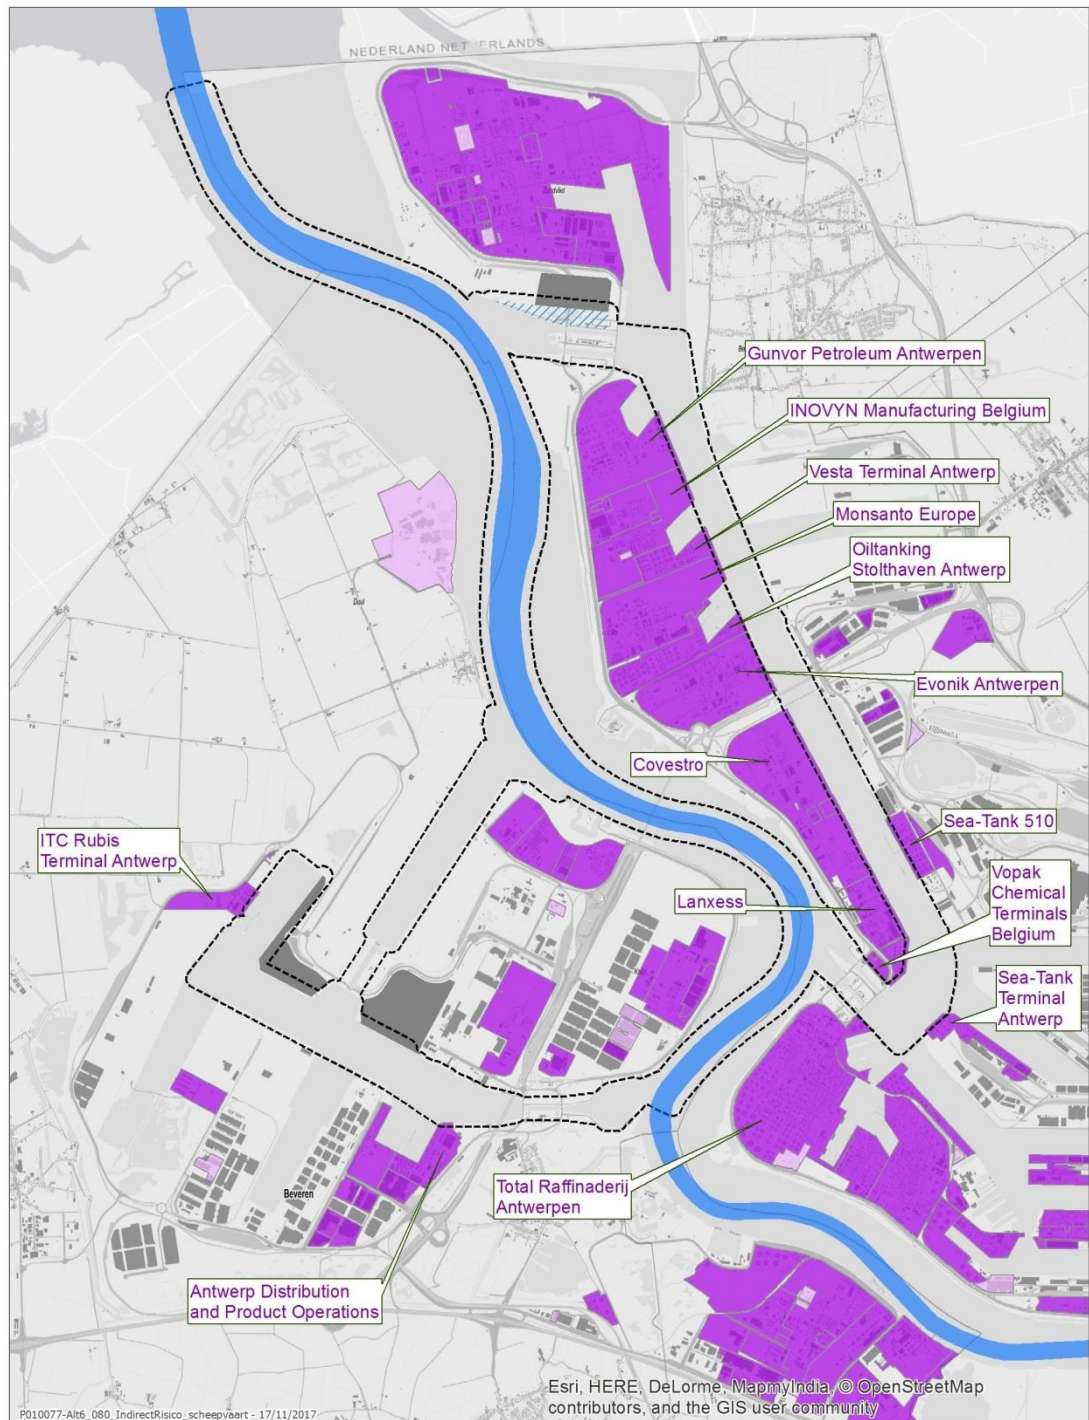 NEDERLAND NETHERLANDS
Zandvliet
Gunvor Petroleum Antwerpen
INOVYN Manufacturing Belgium
Vesta Terminal Antwerp
Monsanto Europe
Oiltanking
Stolthaven Antwerp
Doel
Lillo
Evonik Antwerpen
Covestro
Sea-Tank 510
ITC Rubis
Terminal Antwerp
Lanxess
Vopak
Chemical
Terminals
Belgium
Sea-Tank
Terminal
Antwerp
Total Raffinaderij
Antwerpen
Beveren
Antwerp Distribution
and Product Operations
Esri, HERE, DeLorme, MapmyIndia, © OpenStreetMap
contributors, and the GIS user community
P010077-Alt6_080_IndirectRisico_scheepvaart - 17/11/2017